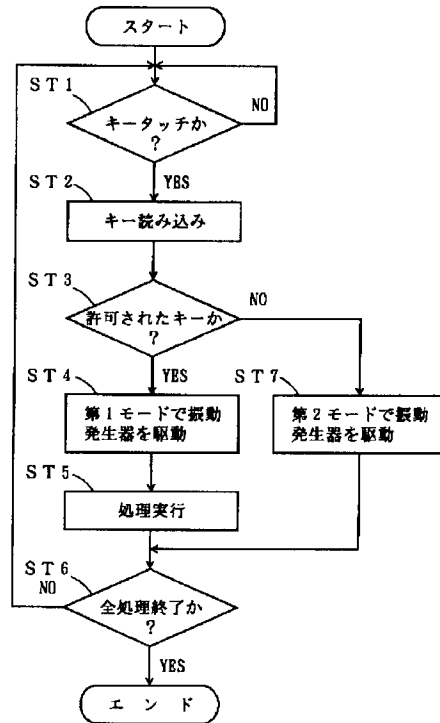 スタート
ST1
キータッチか
?
NO
YES
ST2
キー読み込み
ST3
許可されたキーか
?
NO
YES
ST4
第1モードで振動
発生器を駆動
ST7
第2モードで振動
発生器を駆動
ST5
処理実行
ST6
NO
全処理終了か
?
YES
エンド